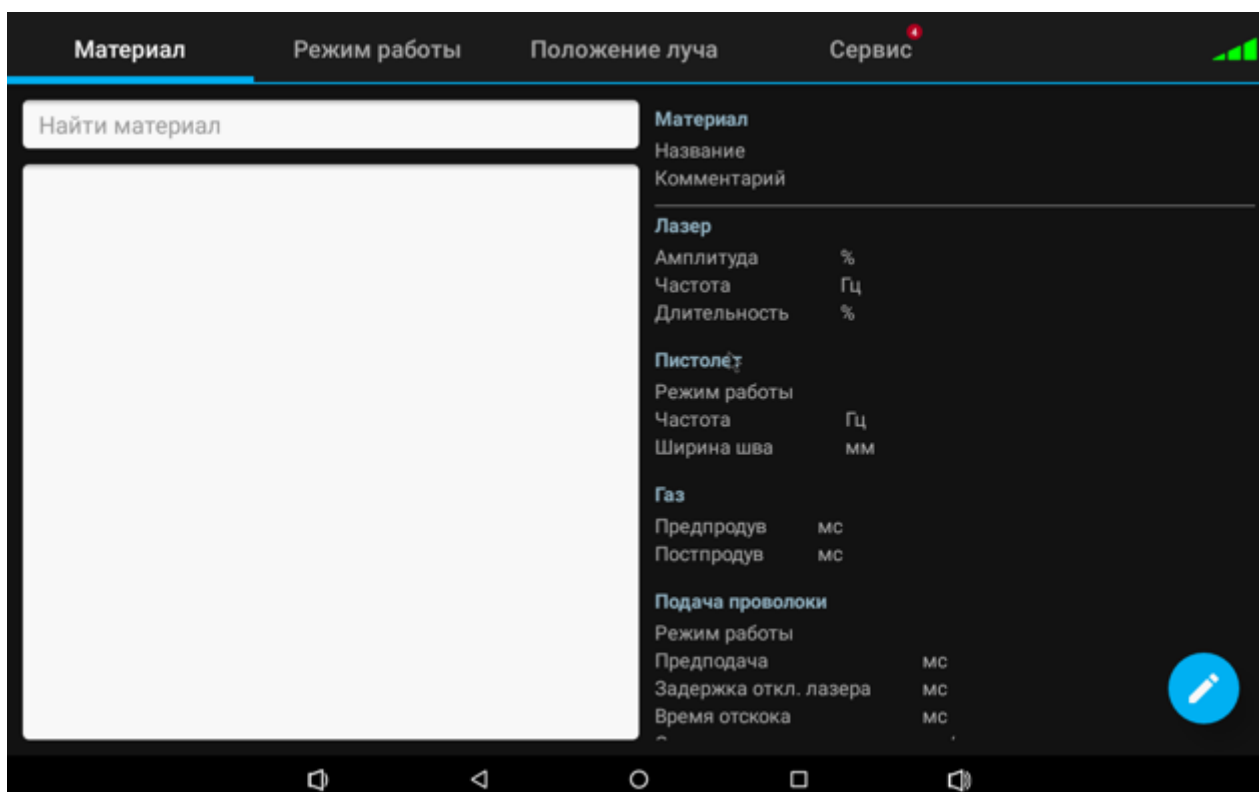 Материал Режим работы Положение луча Сервис 4
Найти материал
Материал
Название
Комментарий
Лазер
Амплитуда %
Частота Гц
Длительность %
Пистолет
Режим работы
Частота Гц
Ширина шва мм
Газ
Предпродув мс
Постпродув мс
Подача проволоки
Режим работы
Предподача мс
Задержка откл. лазера мс
Время отскока мс